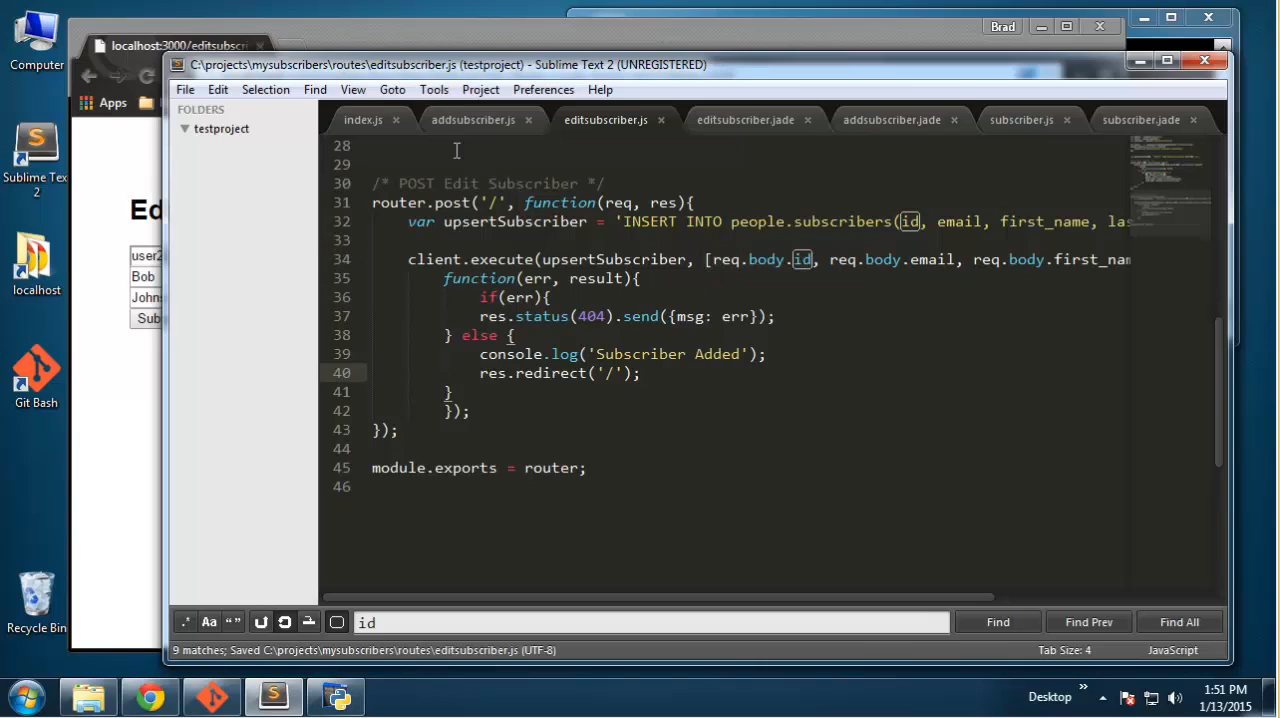 Computer
Sublime Text 2
localhost
Git Bash
Recycle Bin
Brad
localhost:3000/editsubscri
Apps
Ed
user2
Bob
Johns
Sub
C:\projects\mysubscribers\routes\editsubscriber.js (testproject) - Sublime Text 2 (UNREGISTERED)
File Edit Selection Find View Goto Tools Project Preferences Help
FOLDERS
testproject
index.js addsubscriber.js editsubscriber.js editsubscriber.jade addsubscriber.jade subscriber.js subscriber.jade
28
29
30 /* POST Edit Subscriber */
31 router.post('/', function(req, res){
32 var upsertSubscriber = 'INSERT INTO people.subscribers(id, email, first_name, las
33
34 client.execute(upsertSubscriber, [req.body.id, req.body.email, req.body.first_nam
35 function(err, result){
36 if(err){
37 res.status(404).send({msg: err});
38 } else {
39 console.log('Subscriber Added');
40 res.redirect('/');
41 }
42 });
43 });
44
45 module.exports = router;
46
.* Aa “” id Find Find Prev Find All
9 matches; Saved C:\projects\mysubscribers\routes\editsubscriber.js (UTF-8) Tab Size: 4 JavaScript
Desktop » 1:51 PM
1/13/2015